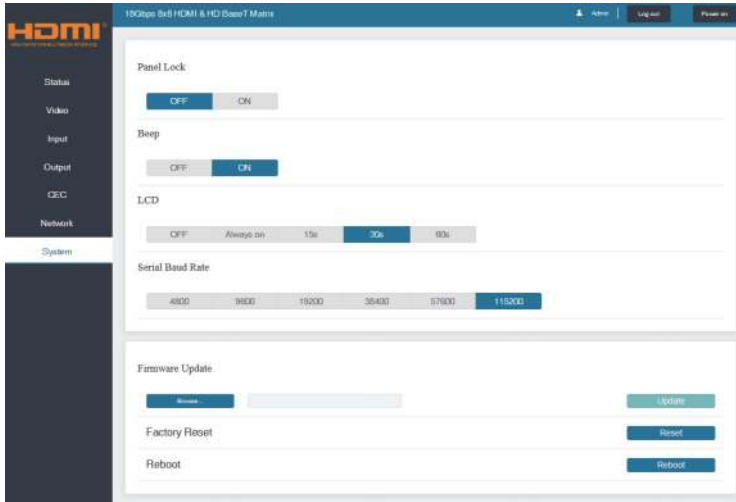 18Gbps 8x8 HDMI & HDBaseT Matrix
Admin
Log out
Power on
HDMI
Status
Video
Input
Output
CEC
Network
System
Panel Lock
OFF ON
Beep
OFF ON
LCD
OFF Always on 15s 30s 60s
Serial Baud Rate
4800 9600 19200 38400 57600 115200
Firmware Update
Browse... Update
Factory Reset Reset
Reboot Reboot